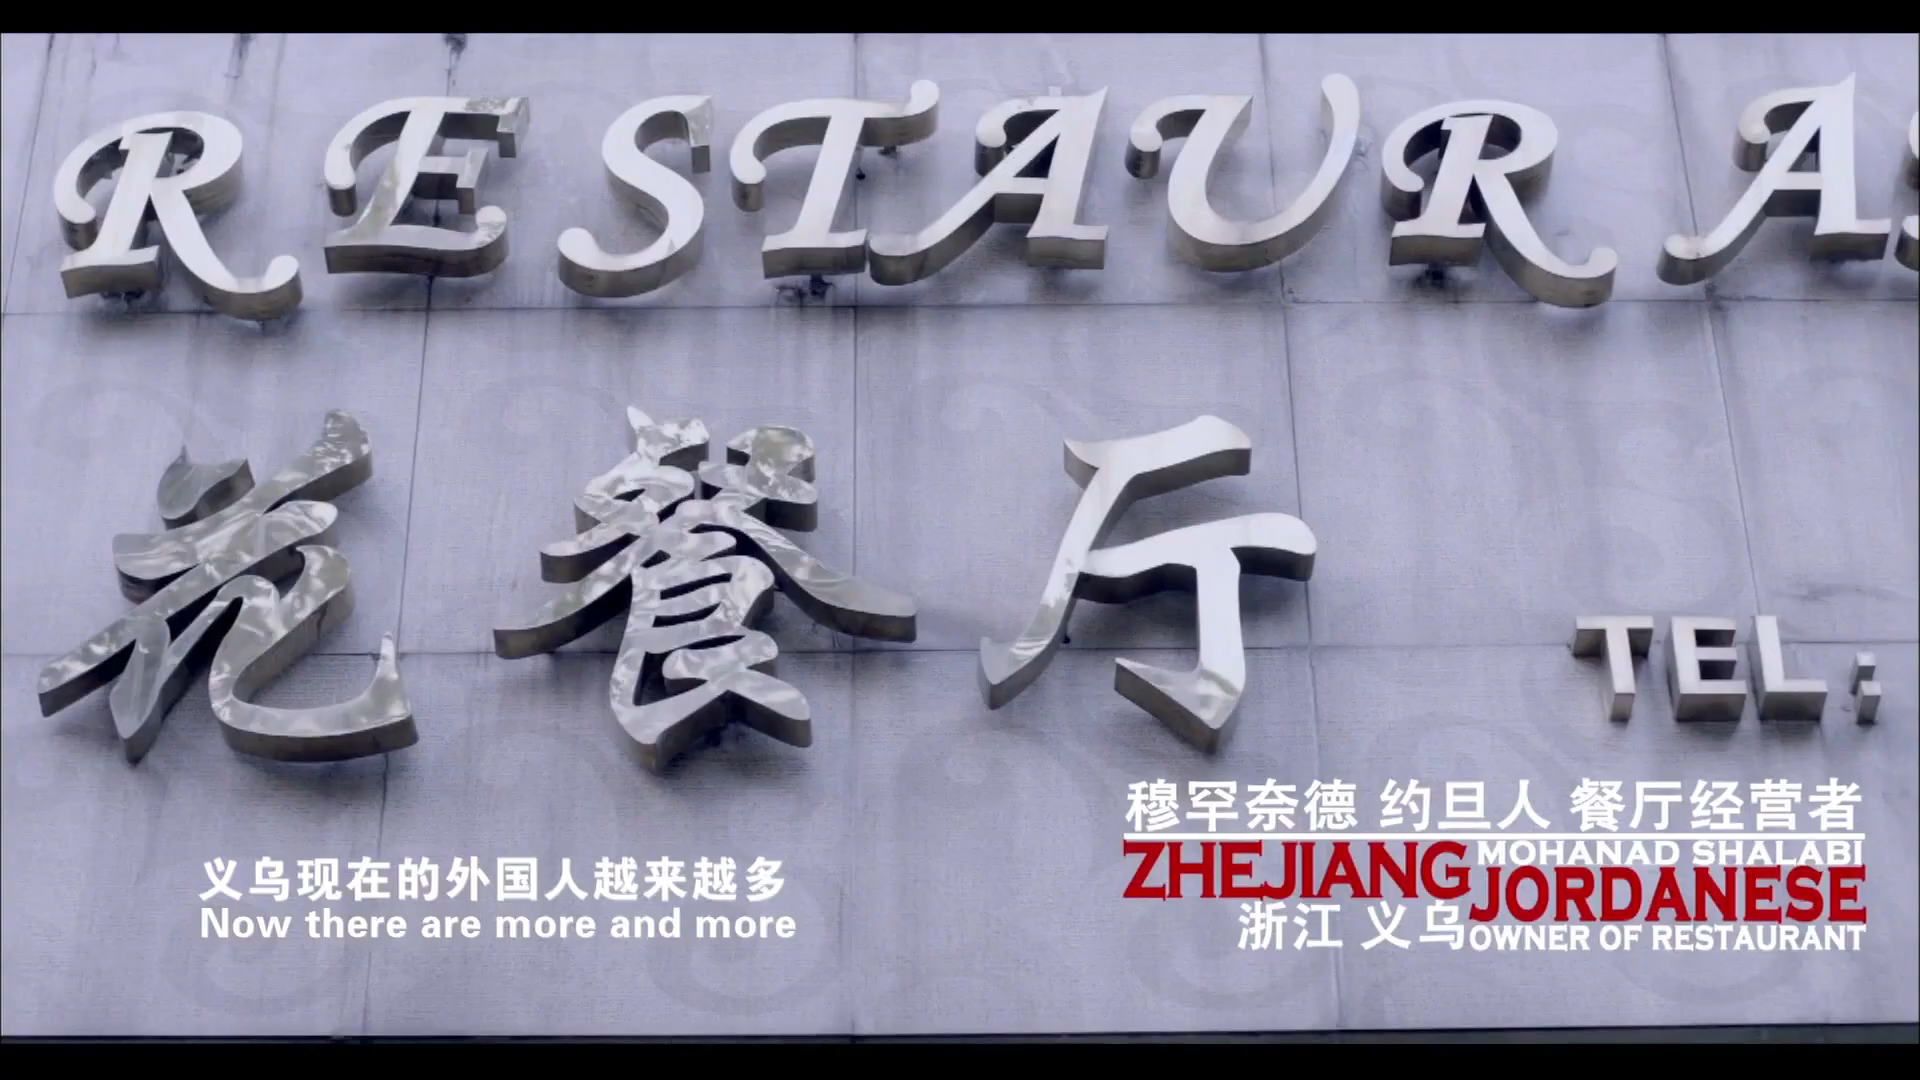 RESTAURA
花餐厅
TEL:
穆罕奈德 约旦人 餐厅经营者
ZHEJIANG MOHANAD SHALABI
JORDANESE
浙江 义乌 OWNER OF RESTAURANT
义乌现在的外国人越来越多
Now there are more and more